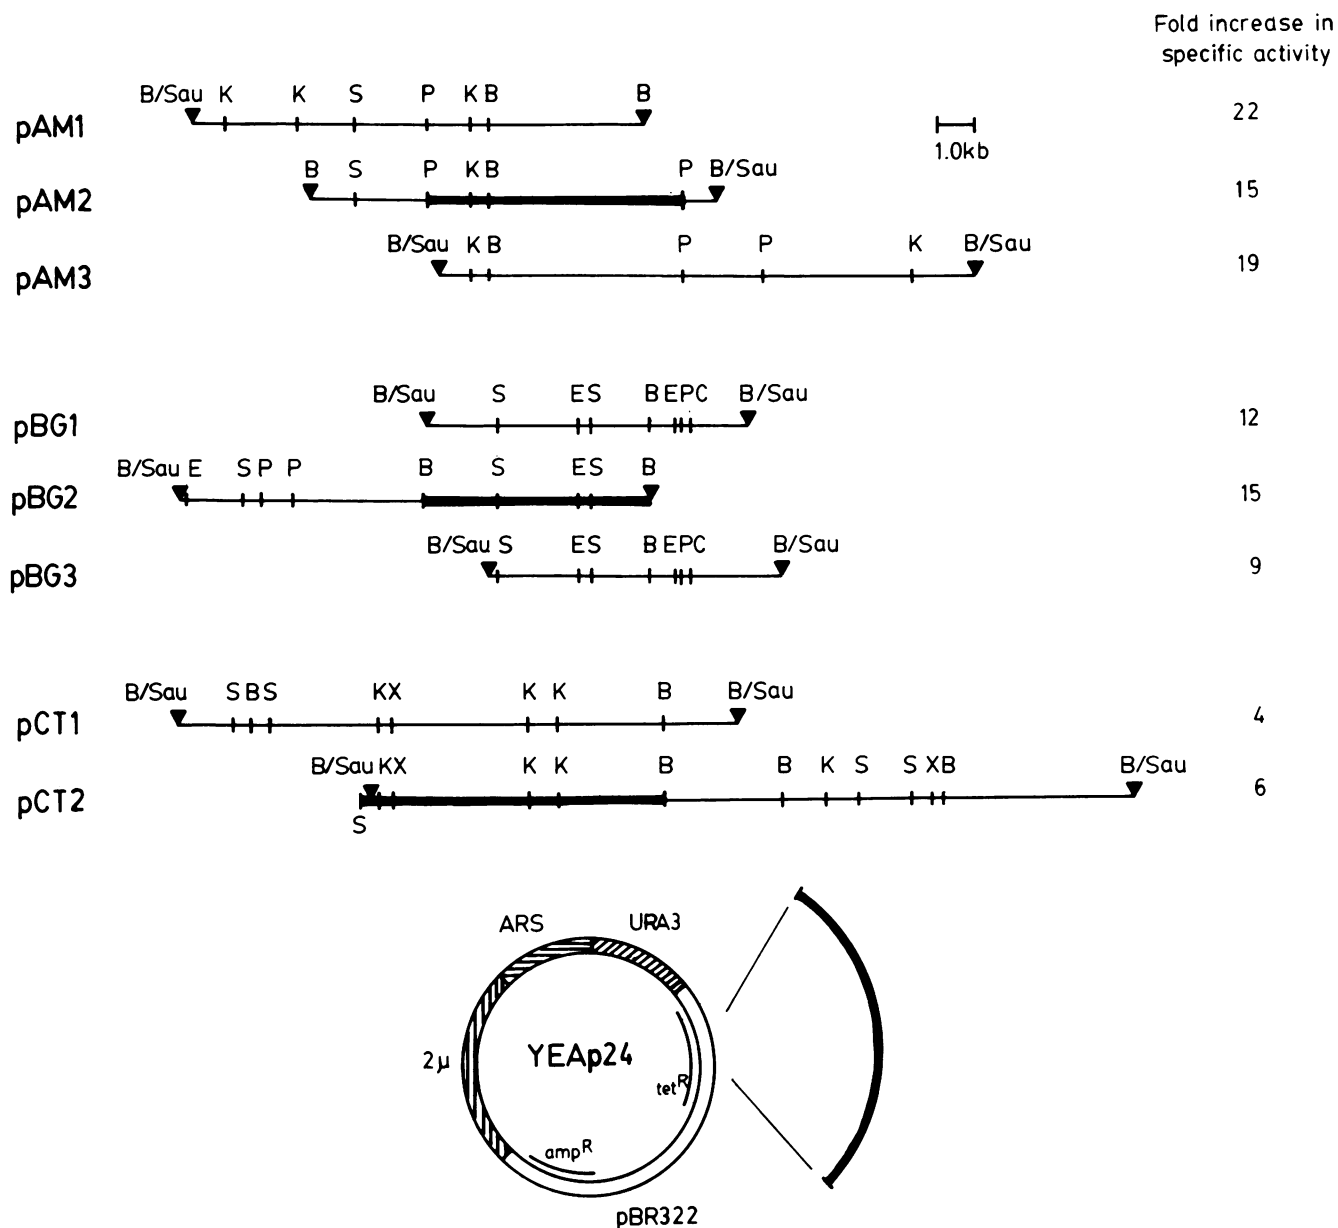 Fold increase in
specific activity
B/Sau K K S P K B B
pAM1 22
1.0kb
B S P K B P B/Sau
pAM2 15
B/Sau K B P P K B/Sau
pAM3 19
B/Sau S E S B E P C B/Sau
pBG1 12
B/Sau E S P P B S E S B
pBG2 15
B/Sau S E S B E P C B/Sau
pBG3 9
B/Sau S B S K X K K B B/Sau
pCT1 4
B/Sau K X K K B B K S S X B B/Sau
pCT2 6
S
ARS URA3
2μ YEAp24
tetR
ampR
pBR322